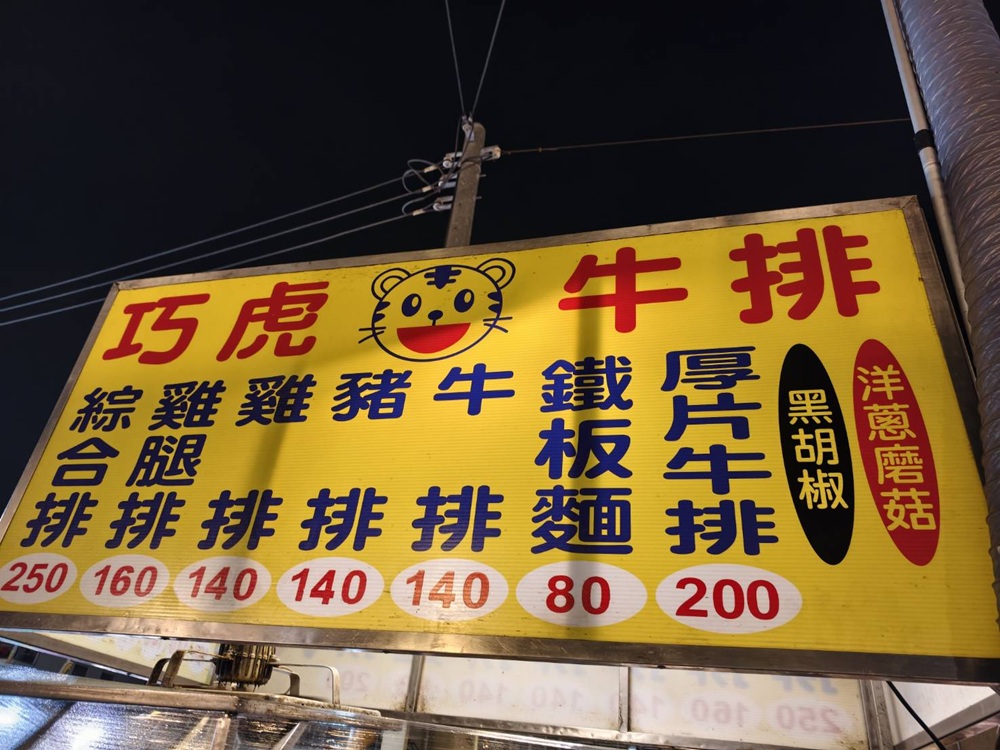 巧虎 牛排
洋蔥磨菇
黑胡椒
厚片牛排 200
鐵板麵 80
牛排 140
豬排 140
雞排 140
雞腿排 160
綜合排 250